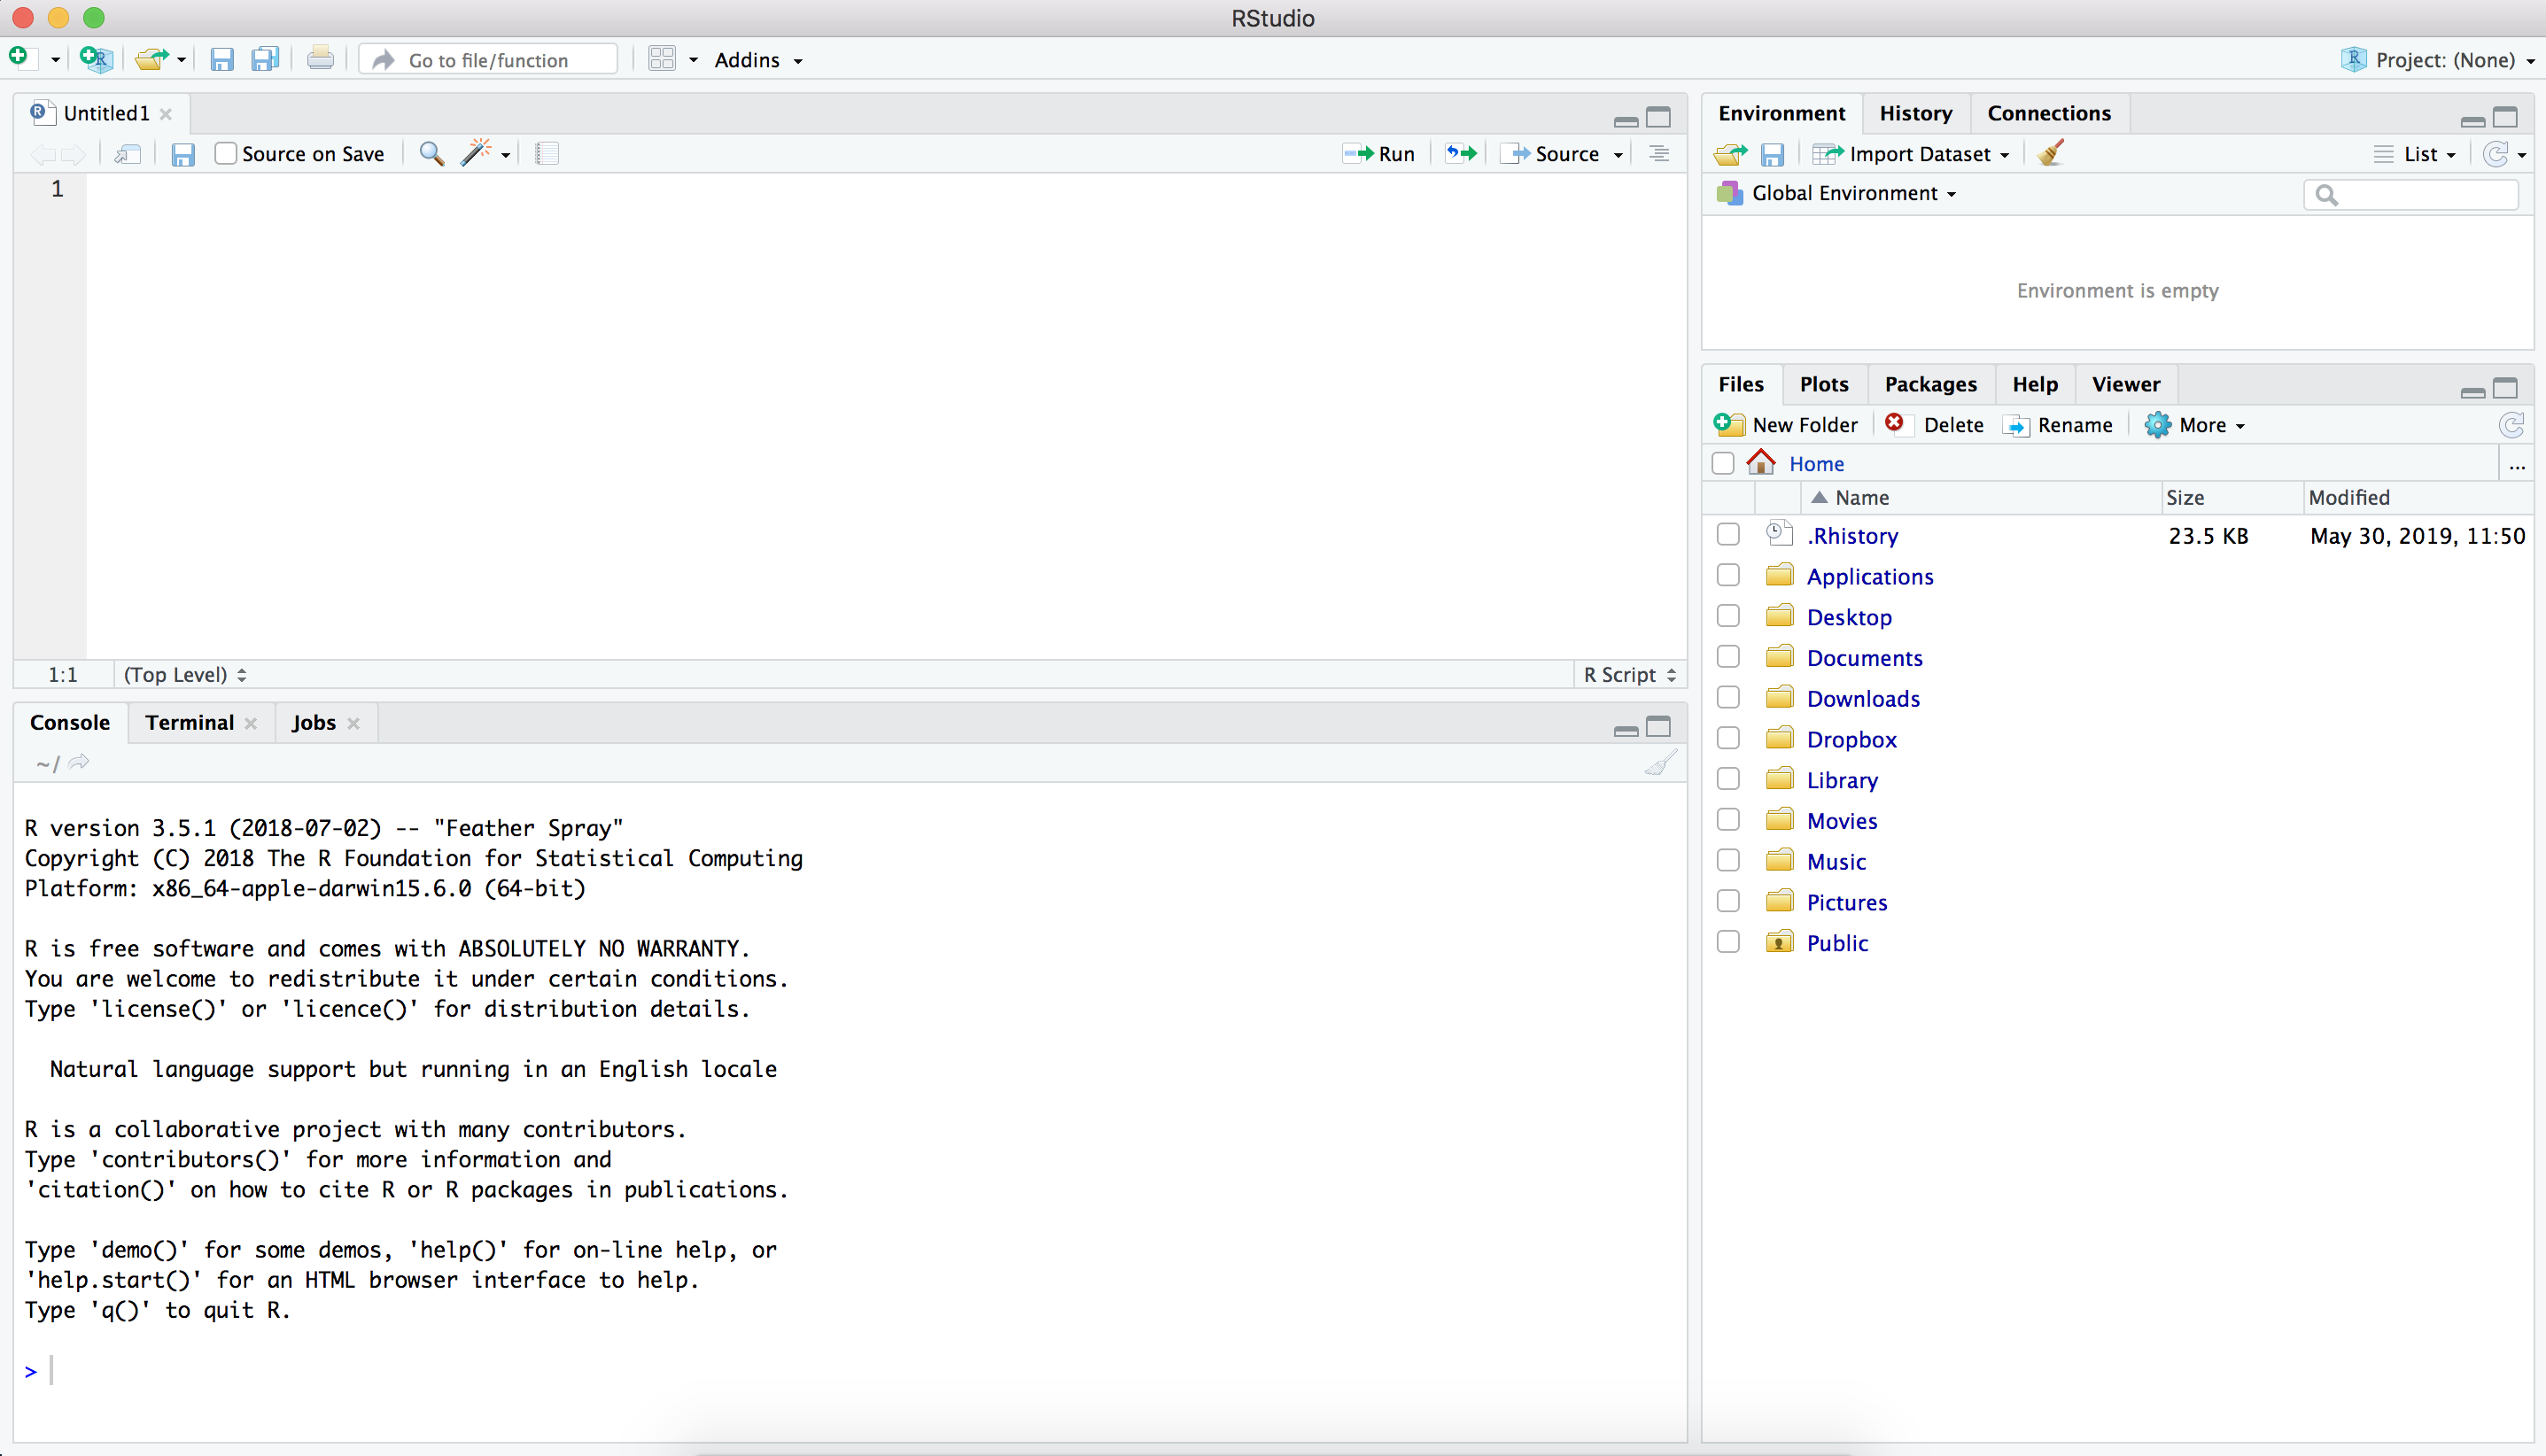 RStudio
Go to file/function
Addins
Project: (None)
Untitled1
Source on Save
Run
Source
1
1:1
(Top Level)
R Script
Console
Terminal
Jobs
~/
R version 3.5.1 (2018-07-02) -- "Feather Spray"
Copyright (C) 2018 The R Foundation for Statistical Computing
Platform: x86_64-apple-darwin15.6.0 (64-bit)
R is free software and comes with ABSOLUTELY NO WARRANTY.
You are welcome to redistribute it under certain conditions.
Type 'license()' or 'licence()' for distribution details.
Natural language support but running in an English locale
R is a collaborative project with many contributors.
Type 'contributors()' for more information and
'citation()' on how to cite R or R packages in publications.
Type 'demo()' for some demos, 'help()' for on-line help, or
'help.start()' for an HTML browser interface to help.
Type 'q()' to quit R.
>
Environment
History
Connections
Import Dataset
List
Global Environment
Environment is empty
Files
Plots
Packages
Help
Viewer
New Folder
Delete
Rename
More
Home
...
Name Size Modified
.Rhistory 23.5 KB May 30, 2019, 11:50
Applications
Desktop
Documents
Downloads
Dropbox
Library
Movies
Music
Pictures
Public